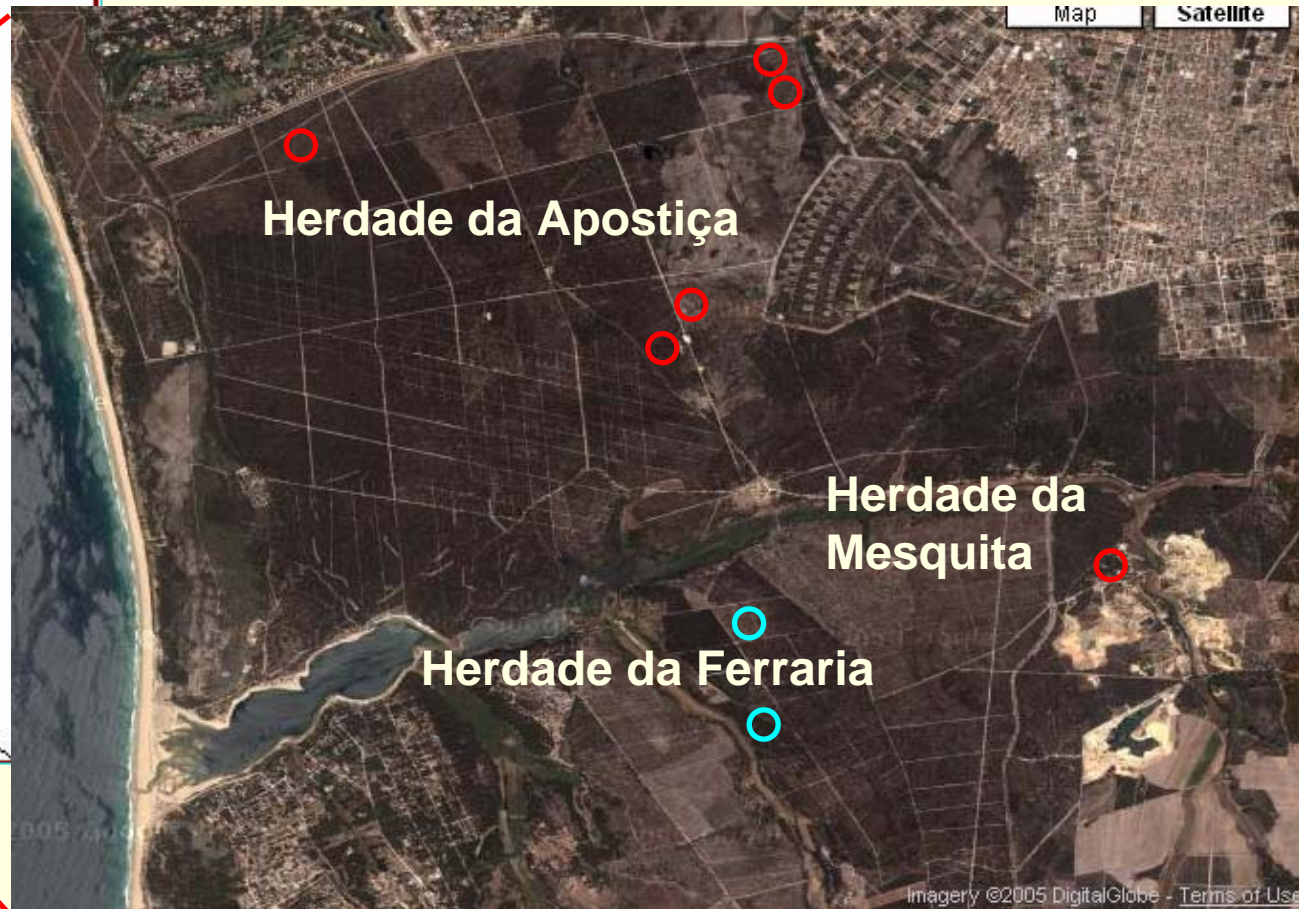 Map Satellite
Herdade da Apostiça
Herdade da
Mesquita
Herdade da Ferraria
Imagery ©2005 DigitalGlobe - Terms of Use